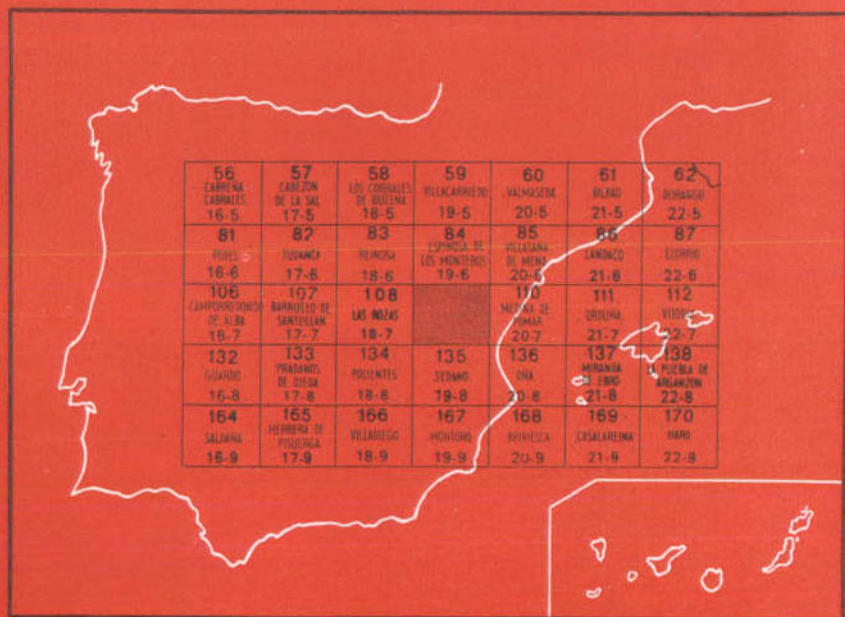 56 57 58 59 60 61 62
CABREÑA CABEZON LOS CORRALES VILLACARRIEDO VALMASEDA BILBAO DURANGO
CABRALES DE LA SAL DE BUELNA
16-5 17-5 18-5 19-5 20-5 21-5 22-5
81 82 83 84 85 86 87
TUDANCA REINOSA ESPINOSA DE VILLASANA LANDACO ELORRIO
LOS MONTEROS DE MENA
16-6 17-6 18-6 19-6 20-6 21-6 22-6
106 107 108 110 111 112
CAMPORREDONDO BARRUELO DE LAS ROZAS MEDINA DE ORDUÑA VITORIA
DE ALBA SANTULLAN POMAR
16-7 17-7 18-7 20-7 21-7 22-7
132 133 134 135 136 137 138
GUARDO PRADANOS POLIENTES SEDANO OÑA MIRANDA LA PUEBLA DE
DE OJEDA D EBRO ARGANZON
16-8 17-8 18-8 19-8 20-8 21-8 22-8
164 165 166 167 168 169 170
SALDAÑA HERRERA DE VILLADIEGO MONTORIO BRIVIESCA CASALAREINA HARO
PISUERGA
16-9 17-9 18-9 19-9 20-9 21-9 22-9